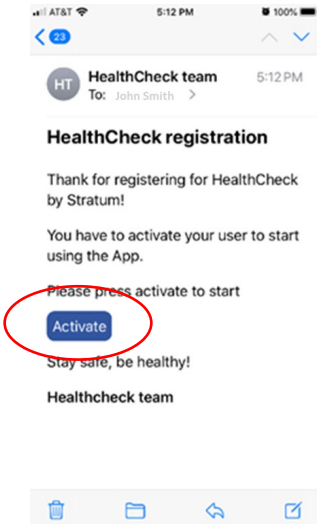 AT&T 5:12 PM 100%
23
HT HealthCheck team 5:12 PM
To: John Smith >
HealthCheck registration
Thank for registering for HealthCheck
by Stratum!
You have to activate your user to start
using the App.
Please press activate to start
Activate
Stay safe, be healthy!
Healthcheck team